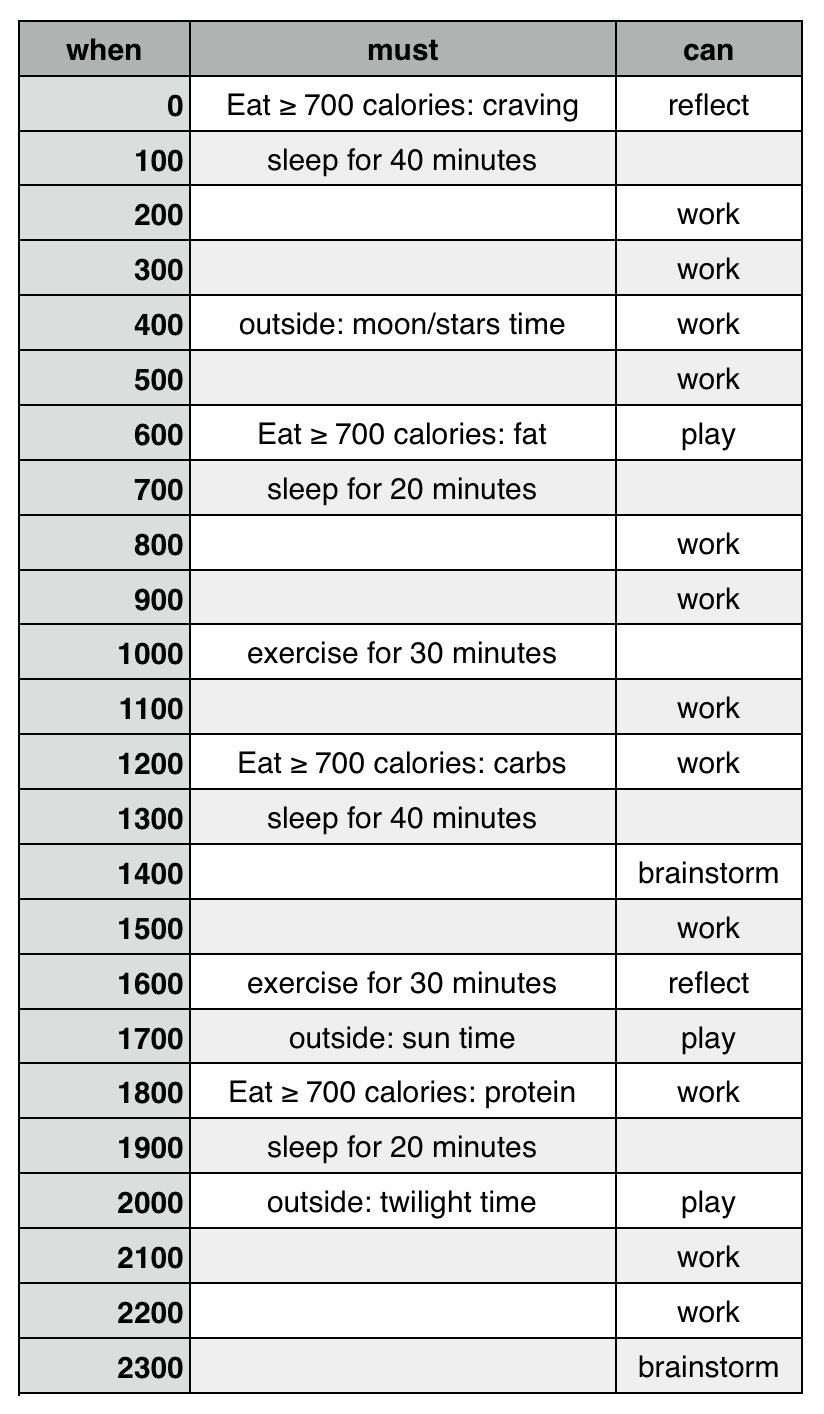 when must can
0 Eat ≥ 700 calories: craving reflect
100 sleep for 40 minutes
200 work
300 work
400 outside: moon/stars time work
500 work
600 Eat ≥ 700 calories: fat play
700 sleep for 20 minutes
800 work
900 work
1000 exercise for 30 minutes
1100 work
1200 Eat ≥ 700 calories: carbs work
1300 sleep for 40 minutes
1400 brainstorm
1500 work
1600 exercise for 30 minutes reflect
1700 outside: sun time play
1800 Eat ≥ 700 calories: protein work
1900 sleep for 20 minutes
2000 outside: twilight time play
2100 work
2200 work
2300 brainstorm